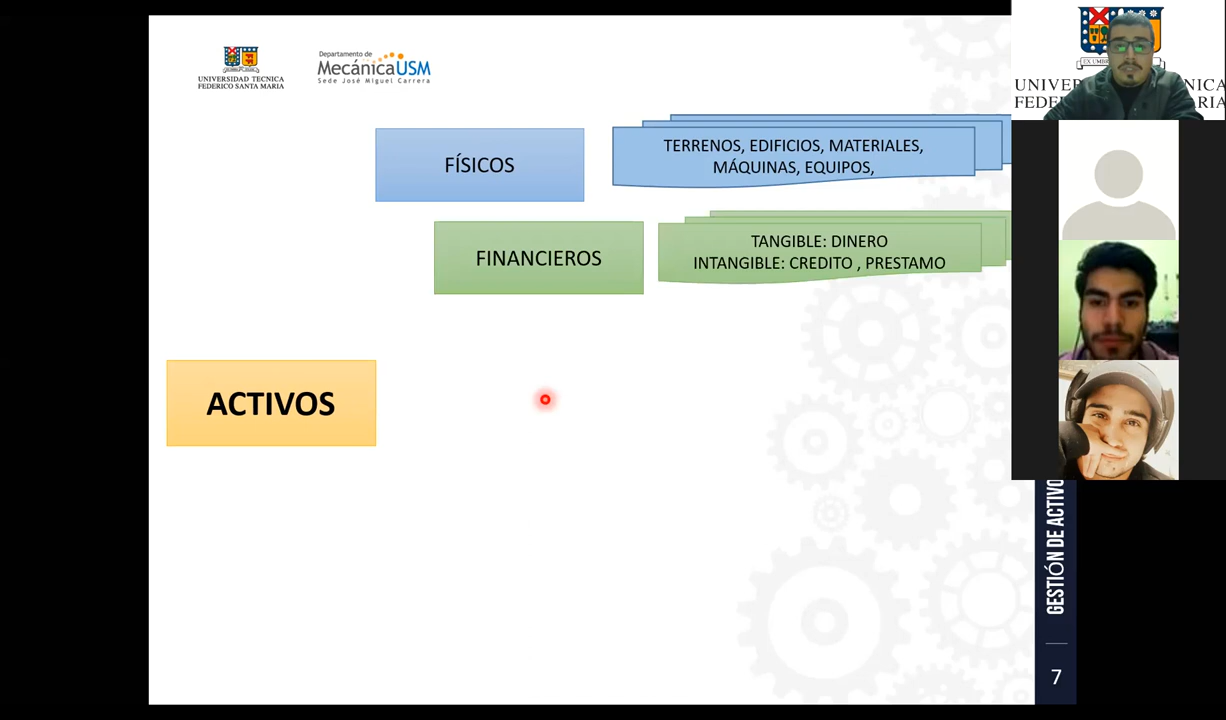 UNIVERSIDAD TECNICA
FEDERICO SANTA MARIA
Departamento de
MecánicaUSM
Sede José Miguel Carrera
FÍSICOS
TERRENOS, EDIFICIOS, MATERIALES,
MÁQUINAS, EQUIPOS,
FINANCIEROS
TANGIBLE: DINERO
INTANGIBLE: CREDITO , PRESTAMO
ACTIVOS
GESTIÓN DE ACTIVO
7